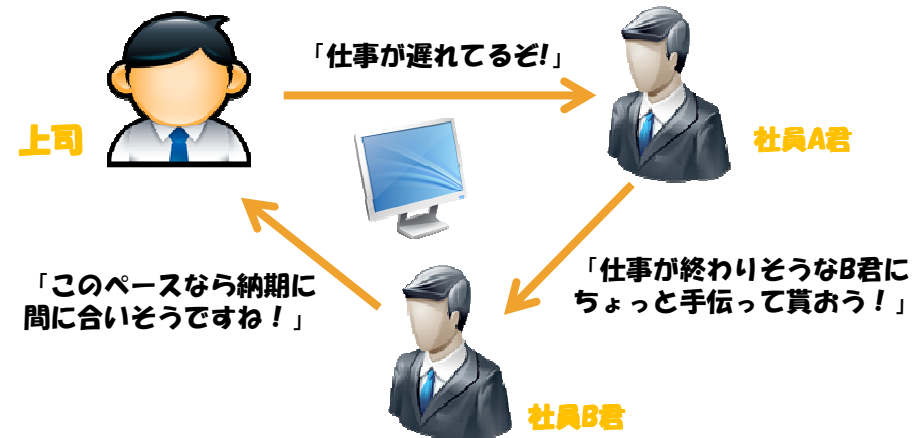 「仕事が遅れてるぞ!」
上司
社員A君
「このペースなら納期に
間に合いそうですね！」
「仕事が終わりそうなB君に
ちょっと手伝って貰おう！」
社員B君